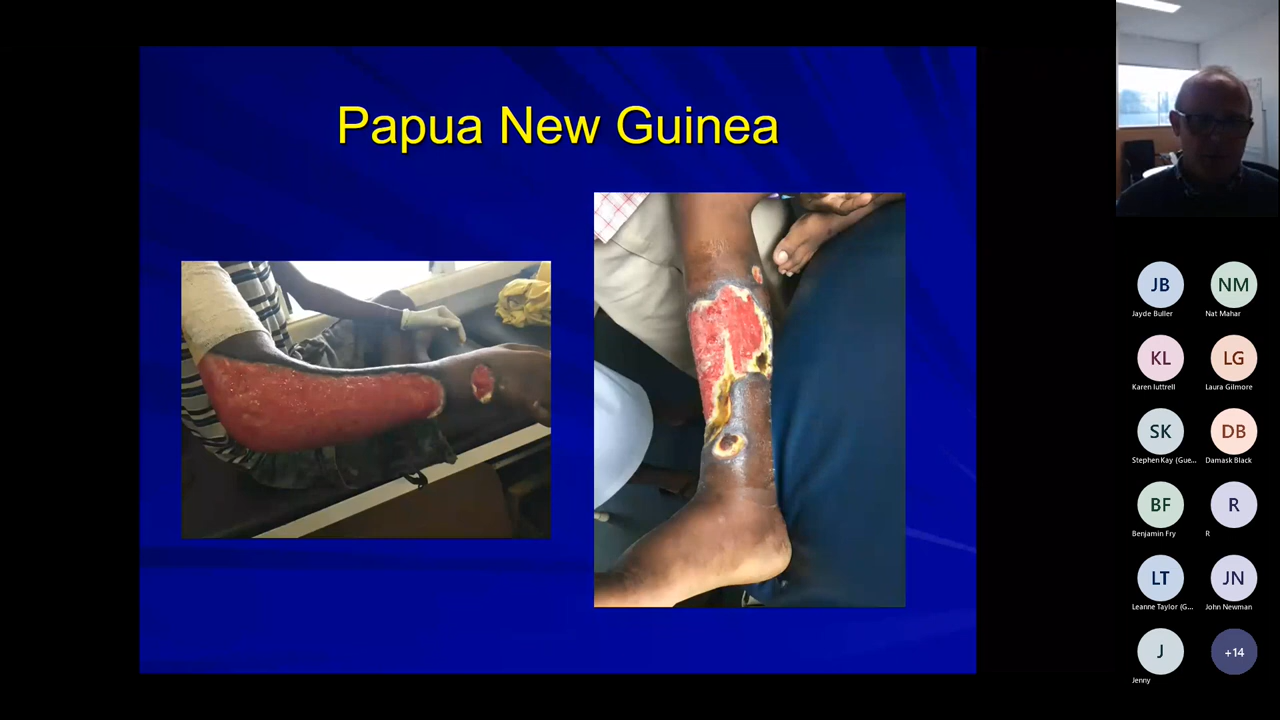 Papua New Guinea
JB
NM
Jayde Buller
Nat Mahar
KL
LG
Karen luttrell
Laura Gilmore
SK
DB
Stephen Kay (Gue...
Damask Black
BF
R
Benjamin Fry
R
LT
JN
Leanne Taylor (G...
John Newman
J
+14
Jenny